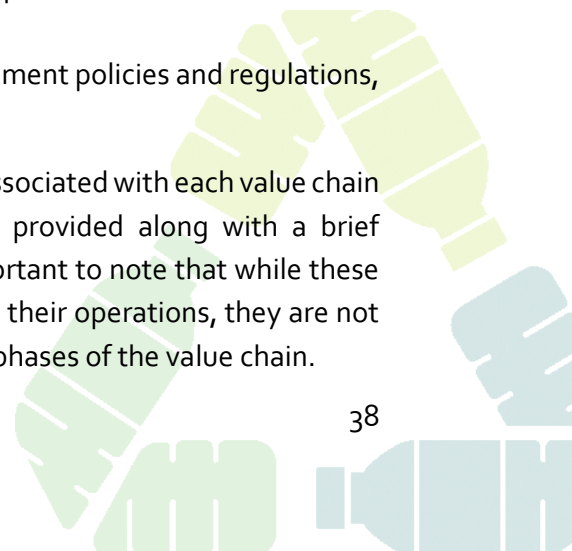 ment policies and regulations,
ssociated with each value chain
provided along with a brief
ortant to note that while these
their operations, they are not
phases of the value chain.
38